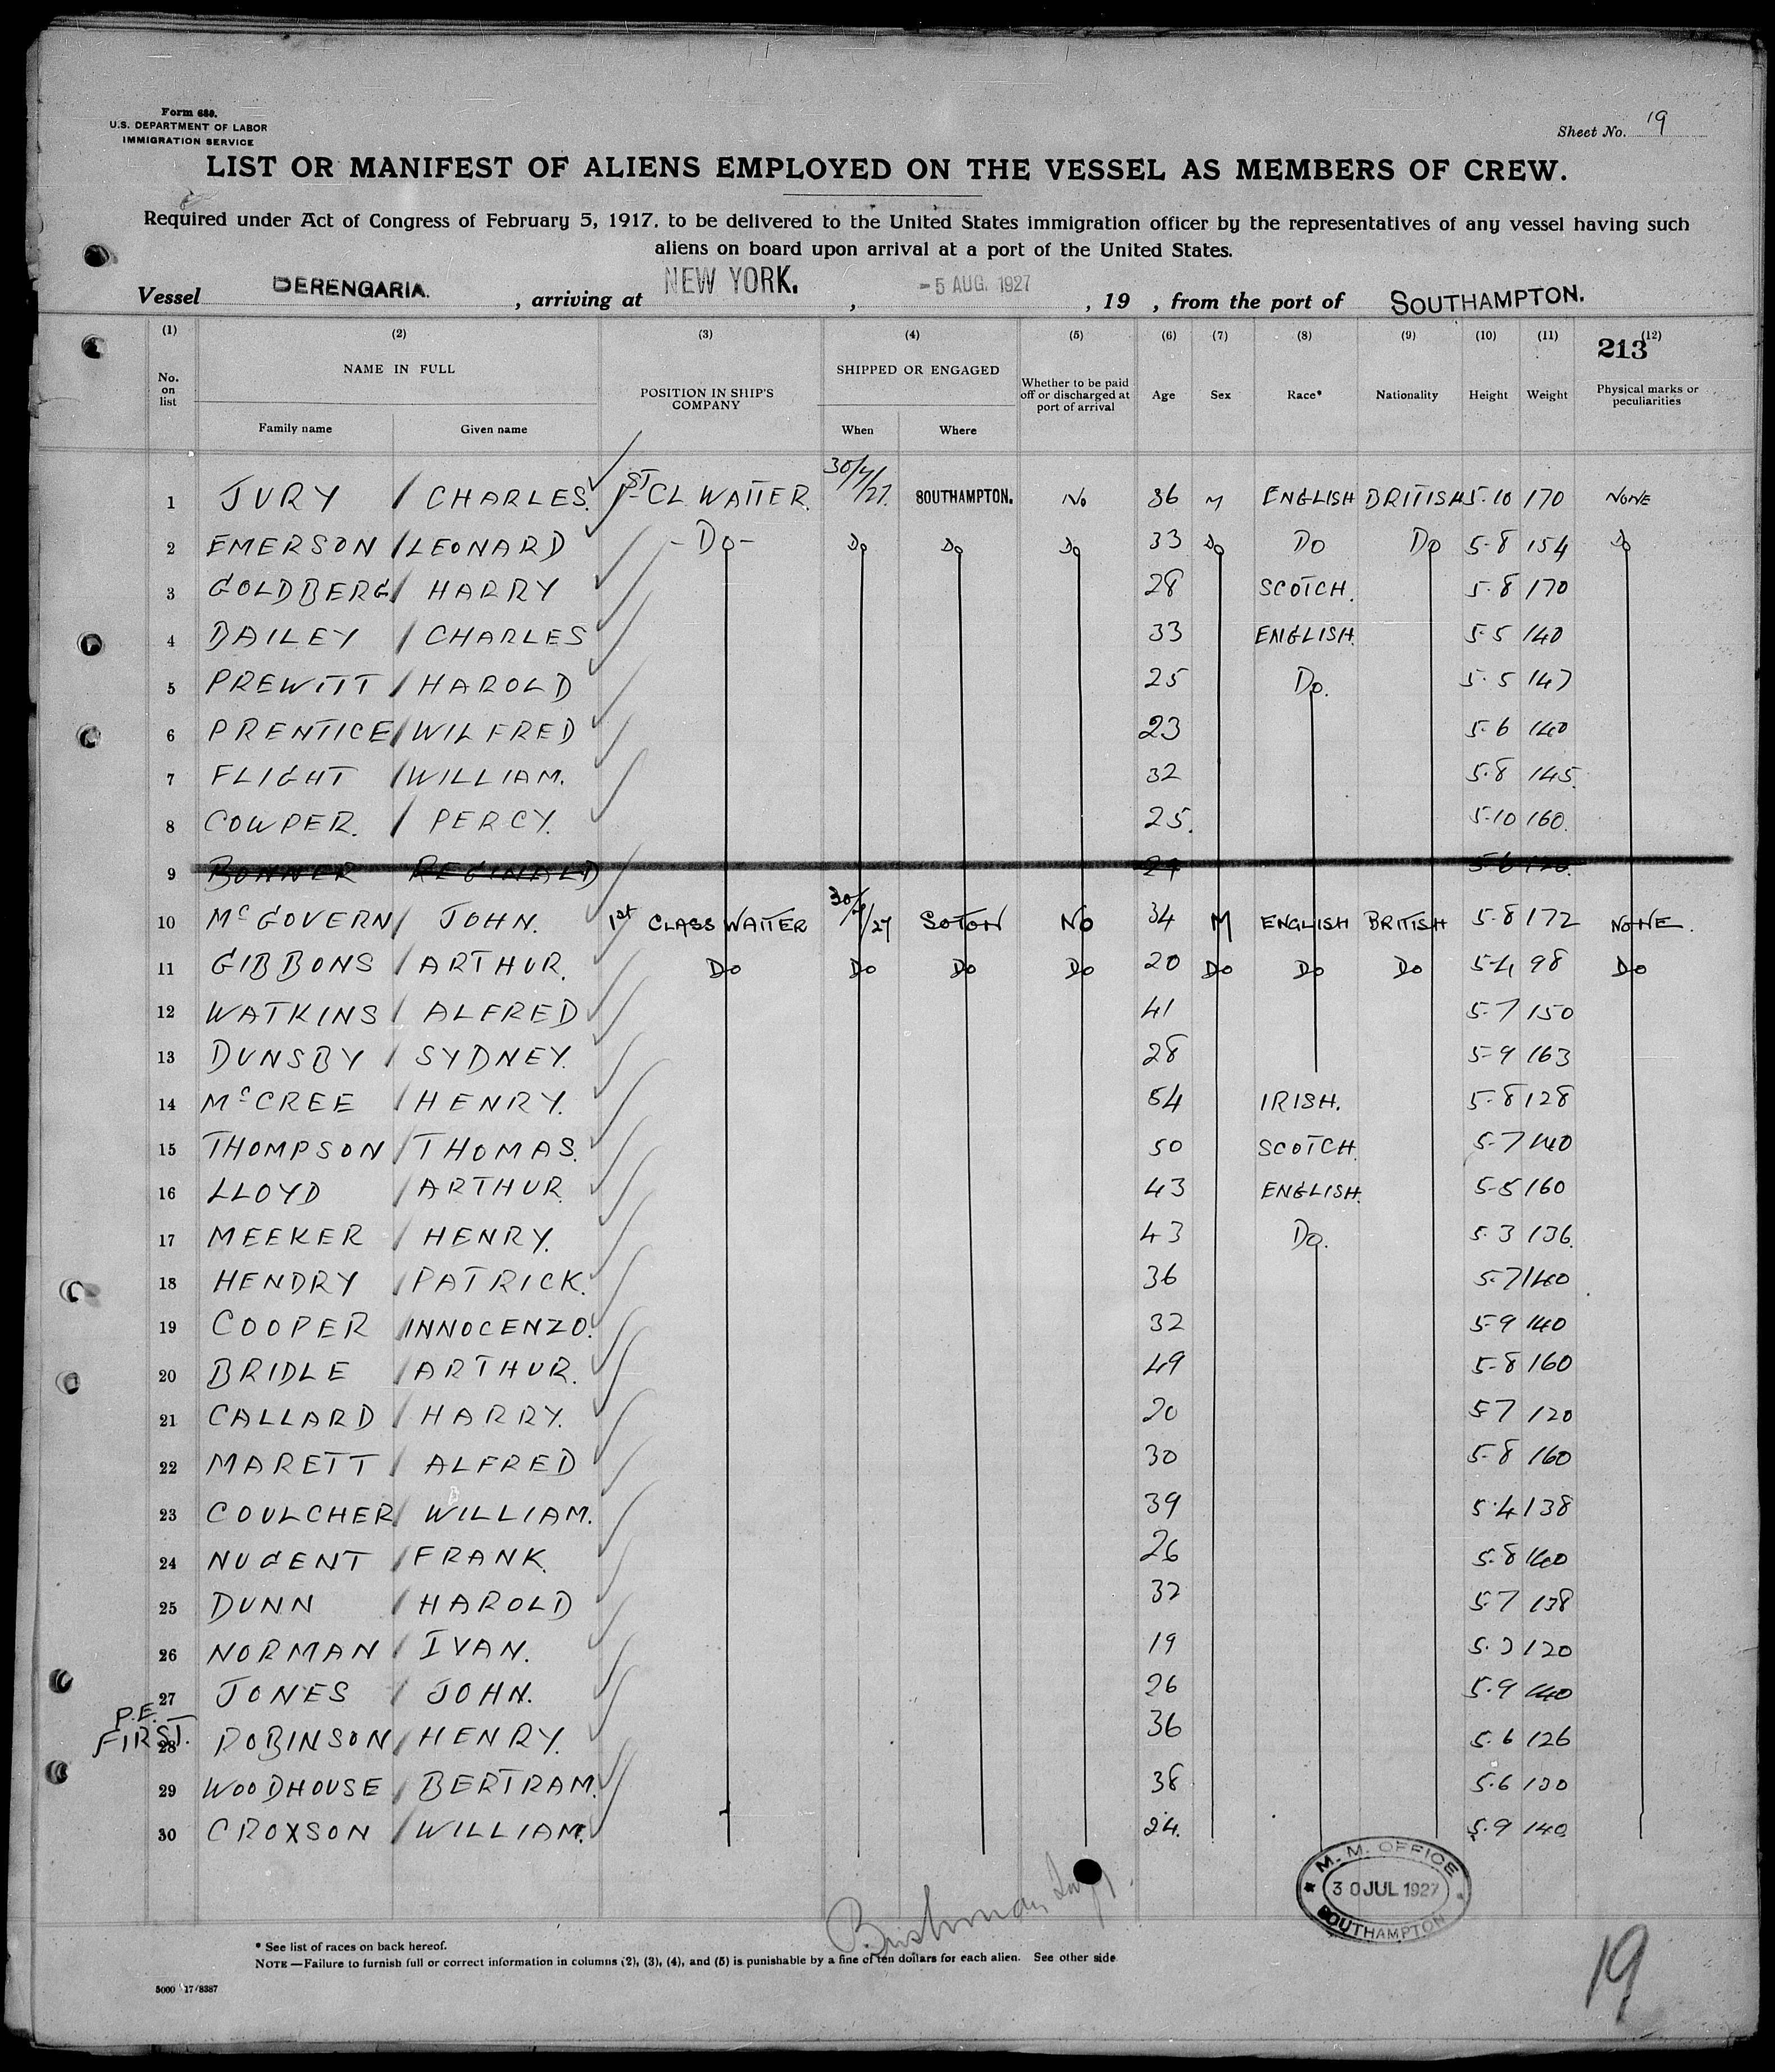 Form 689.
U.S. DEPARTMENT OF LABOR
IMMIGRATION SERVICE
Sheet No. 19
LIST OR MANIFEST OF ALIENS EMPLOYED ON THE VESSEL AS MEMBERS OF CREW.
Required under Act of Congress of February 5, 1917, to be delivered to the United States immigration officer by the representatives of any vessel having such
aliens on board upon arrival at a port of the United States.
Vessel BERENGARIA. , arriving at NEW YORK. , -5 AUG. 1927 , 19 , from the port of SOUTHAMPTON.
(1) (2) (3) (4) (5) (6) (7) (8) (9) (10) (11) (12)
213
No. on list NAME IN FULL Family name Given name POSITION IN SHIP'S COMPANY SHIPPED OR ENGAGED When Where Whether to be paid off or discharged at port of arrival Age Sex Race* Nationality Height Weight Physical marks or peculiarities
1 JURY / CHARLES. 1ST CL WAITER. 30/7/27. SOUTHAMPTON. No 36 M ENGLISH BRITISH 5-10 170 NONE
2 EMERSON / LEONARD -Do- Do Do Do 33 Do Do Do 5-8 154 Do
3 GOLDBERG / HARRY 28 SCOTCH. 5-8 170
4 DAILEY / CHARLES 33 ENGLISH. 5-5 140
5 PREWITT / HAROLD 25 Do. 5-5 147
6 PRENTICE / WILFRED 23 5-6 140
7 FLIGHT / WILLIAM. 32 5-8 145
8 COWPER. / PERCY. 25. 5-10 160.
9 BONNER REGINALD 5-6
10 McGOVERN / JOHN. 1st CLASS WAITER 30/7/27 SOTON NO 34 M ENGLISH BRITISH 5-8 172 NONE.
11 GIBBONS / ARTHUR. Do Do Do Do 20 Do Do Do 5-4 98 Do
12 WATKINS / ALFRED 41 5-7 150
13 DUNSBY / SYDNEY. 28 5-9 163
14 McCREE / HENRY. 54 IRISH. 5-8 128
15 THOMPSON / THOMAS. 50 SCOTCH. 5-7 140
16 LLOYD / ARTHUR. 43 ENGLISH. 5-5 160
17 MEEKER / HENRY. 43 Do. 5-3 136.
18 HENDRY / PATRICK. 36 5-7 140
19 COOPER / INNOCENZO. 32 5-9 140
20 BRIDLE / ARTHUR. 49 5-8 160
21 CALLARD / HARRY. 20 5-7 120
22 MARETT / ALFRED 30 5-8 160
23 COULCHER / WILLIAM. 39 5-4 138
24 NUGENT / FRANK. 26 5-8 140
25 DUNN / HAROLD 32 5-7 138
26 NORMAN / IVAN. 19 120
27 JONES / JOHN. 26 5-9 140
P.E.
FIRST.
28 ROBINSON / HENRY. 36 5-6 126
29 WOODHOUSE / BERTRAM. 38 5-6
30 CROXSON / WILLIAM. 24. 5-9 140
M. M. OFFICE
30 JUL 1927
SOUTHAMPTON
* See list of races on back hereof.
NOTE—Failure to furnish full or correct information in columns (2), (3), (4), and (5) is punishable by a fine of ten dollars for each alien. See other side
5000 17/8387
19